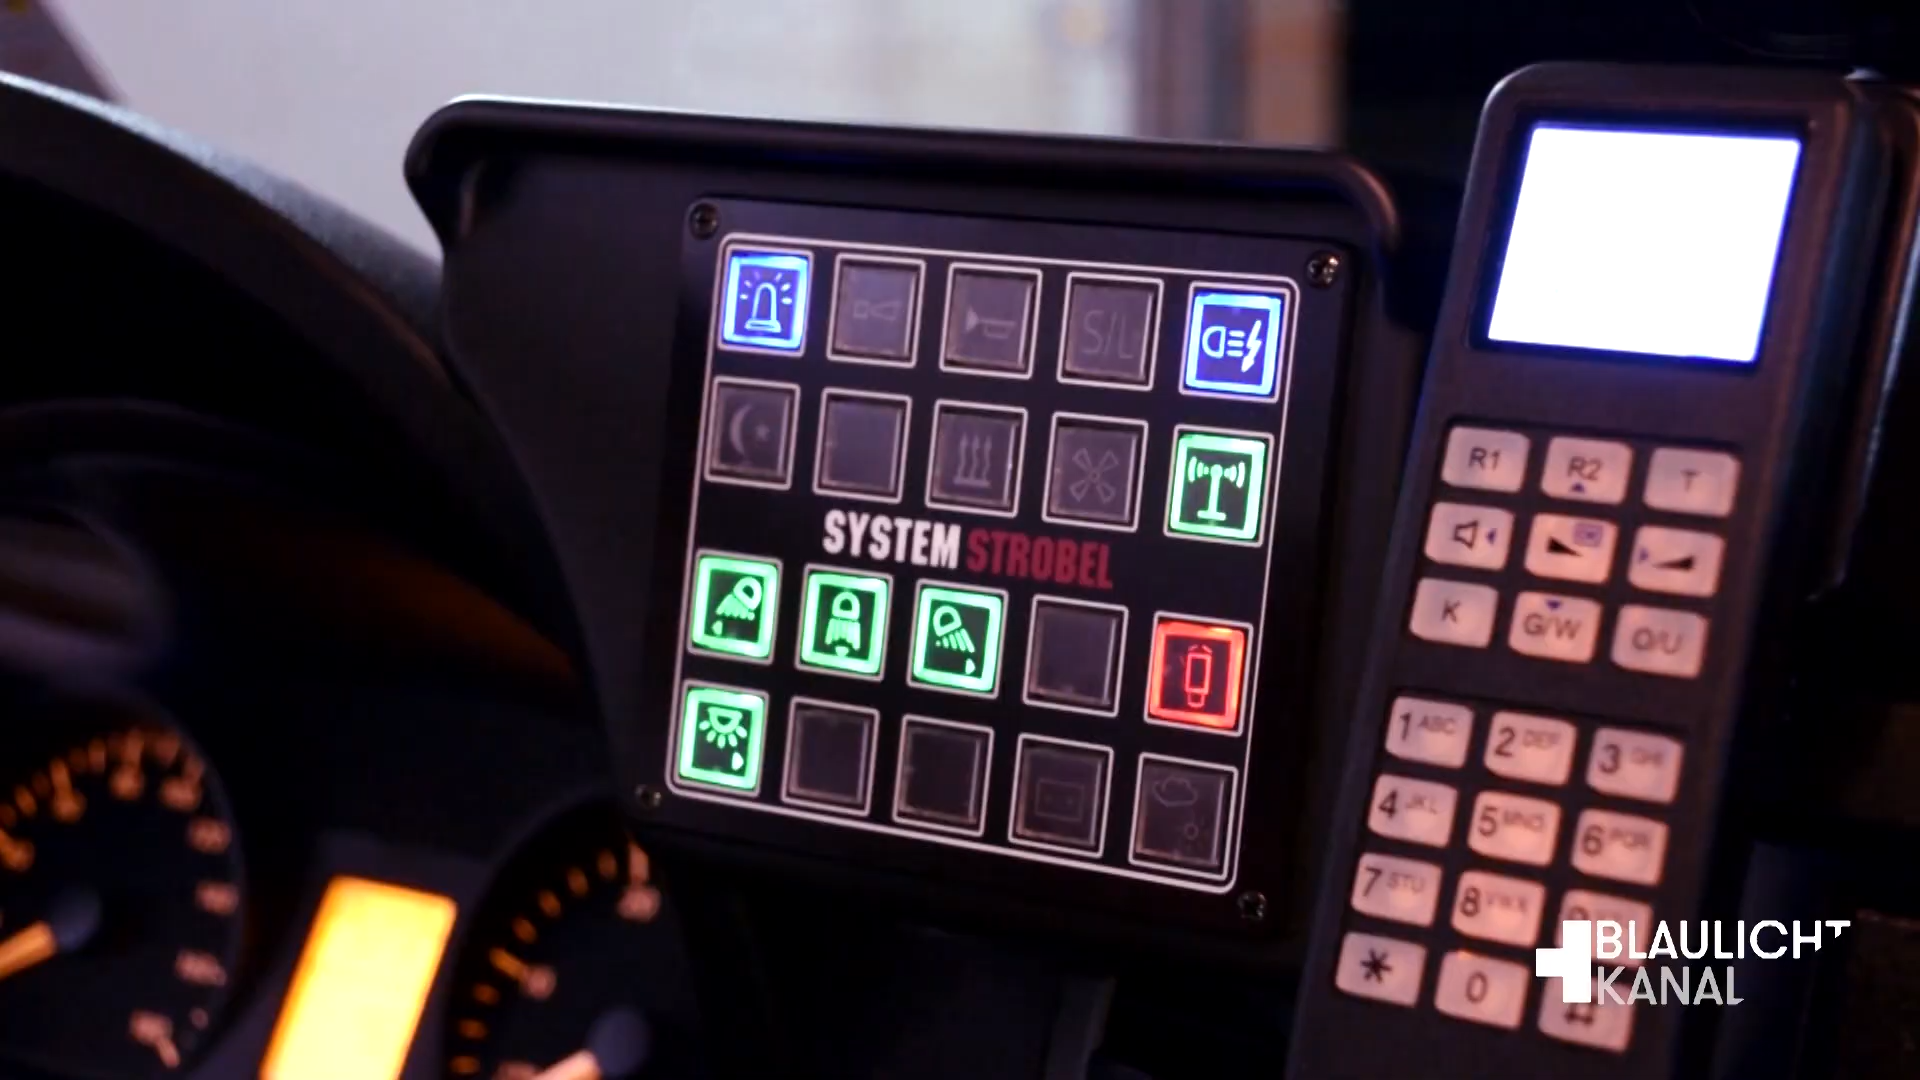 S/L
SYSTEM STROBEL
R1
R2
T
K
G/W
O/U
1 ABC
2 DEF
3 GHI
4 JKL
5 MNO
6 PQR
7 STU
8 VWX
9
*
0
#
BLAULICHT
KANAL